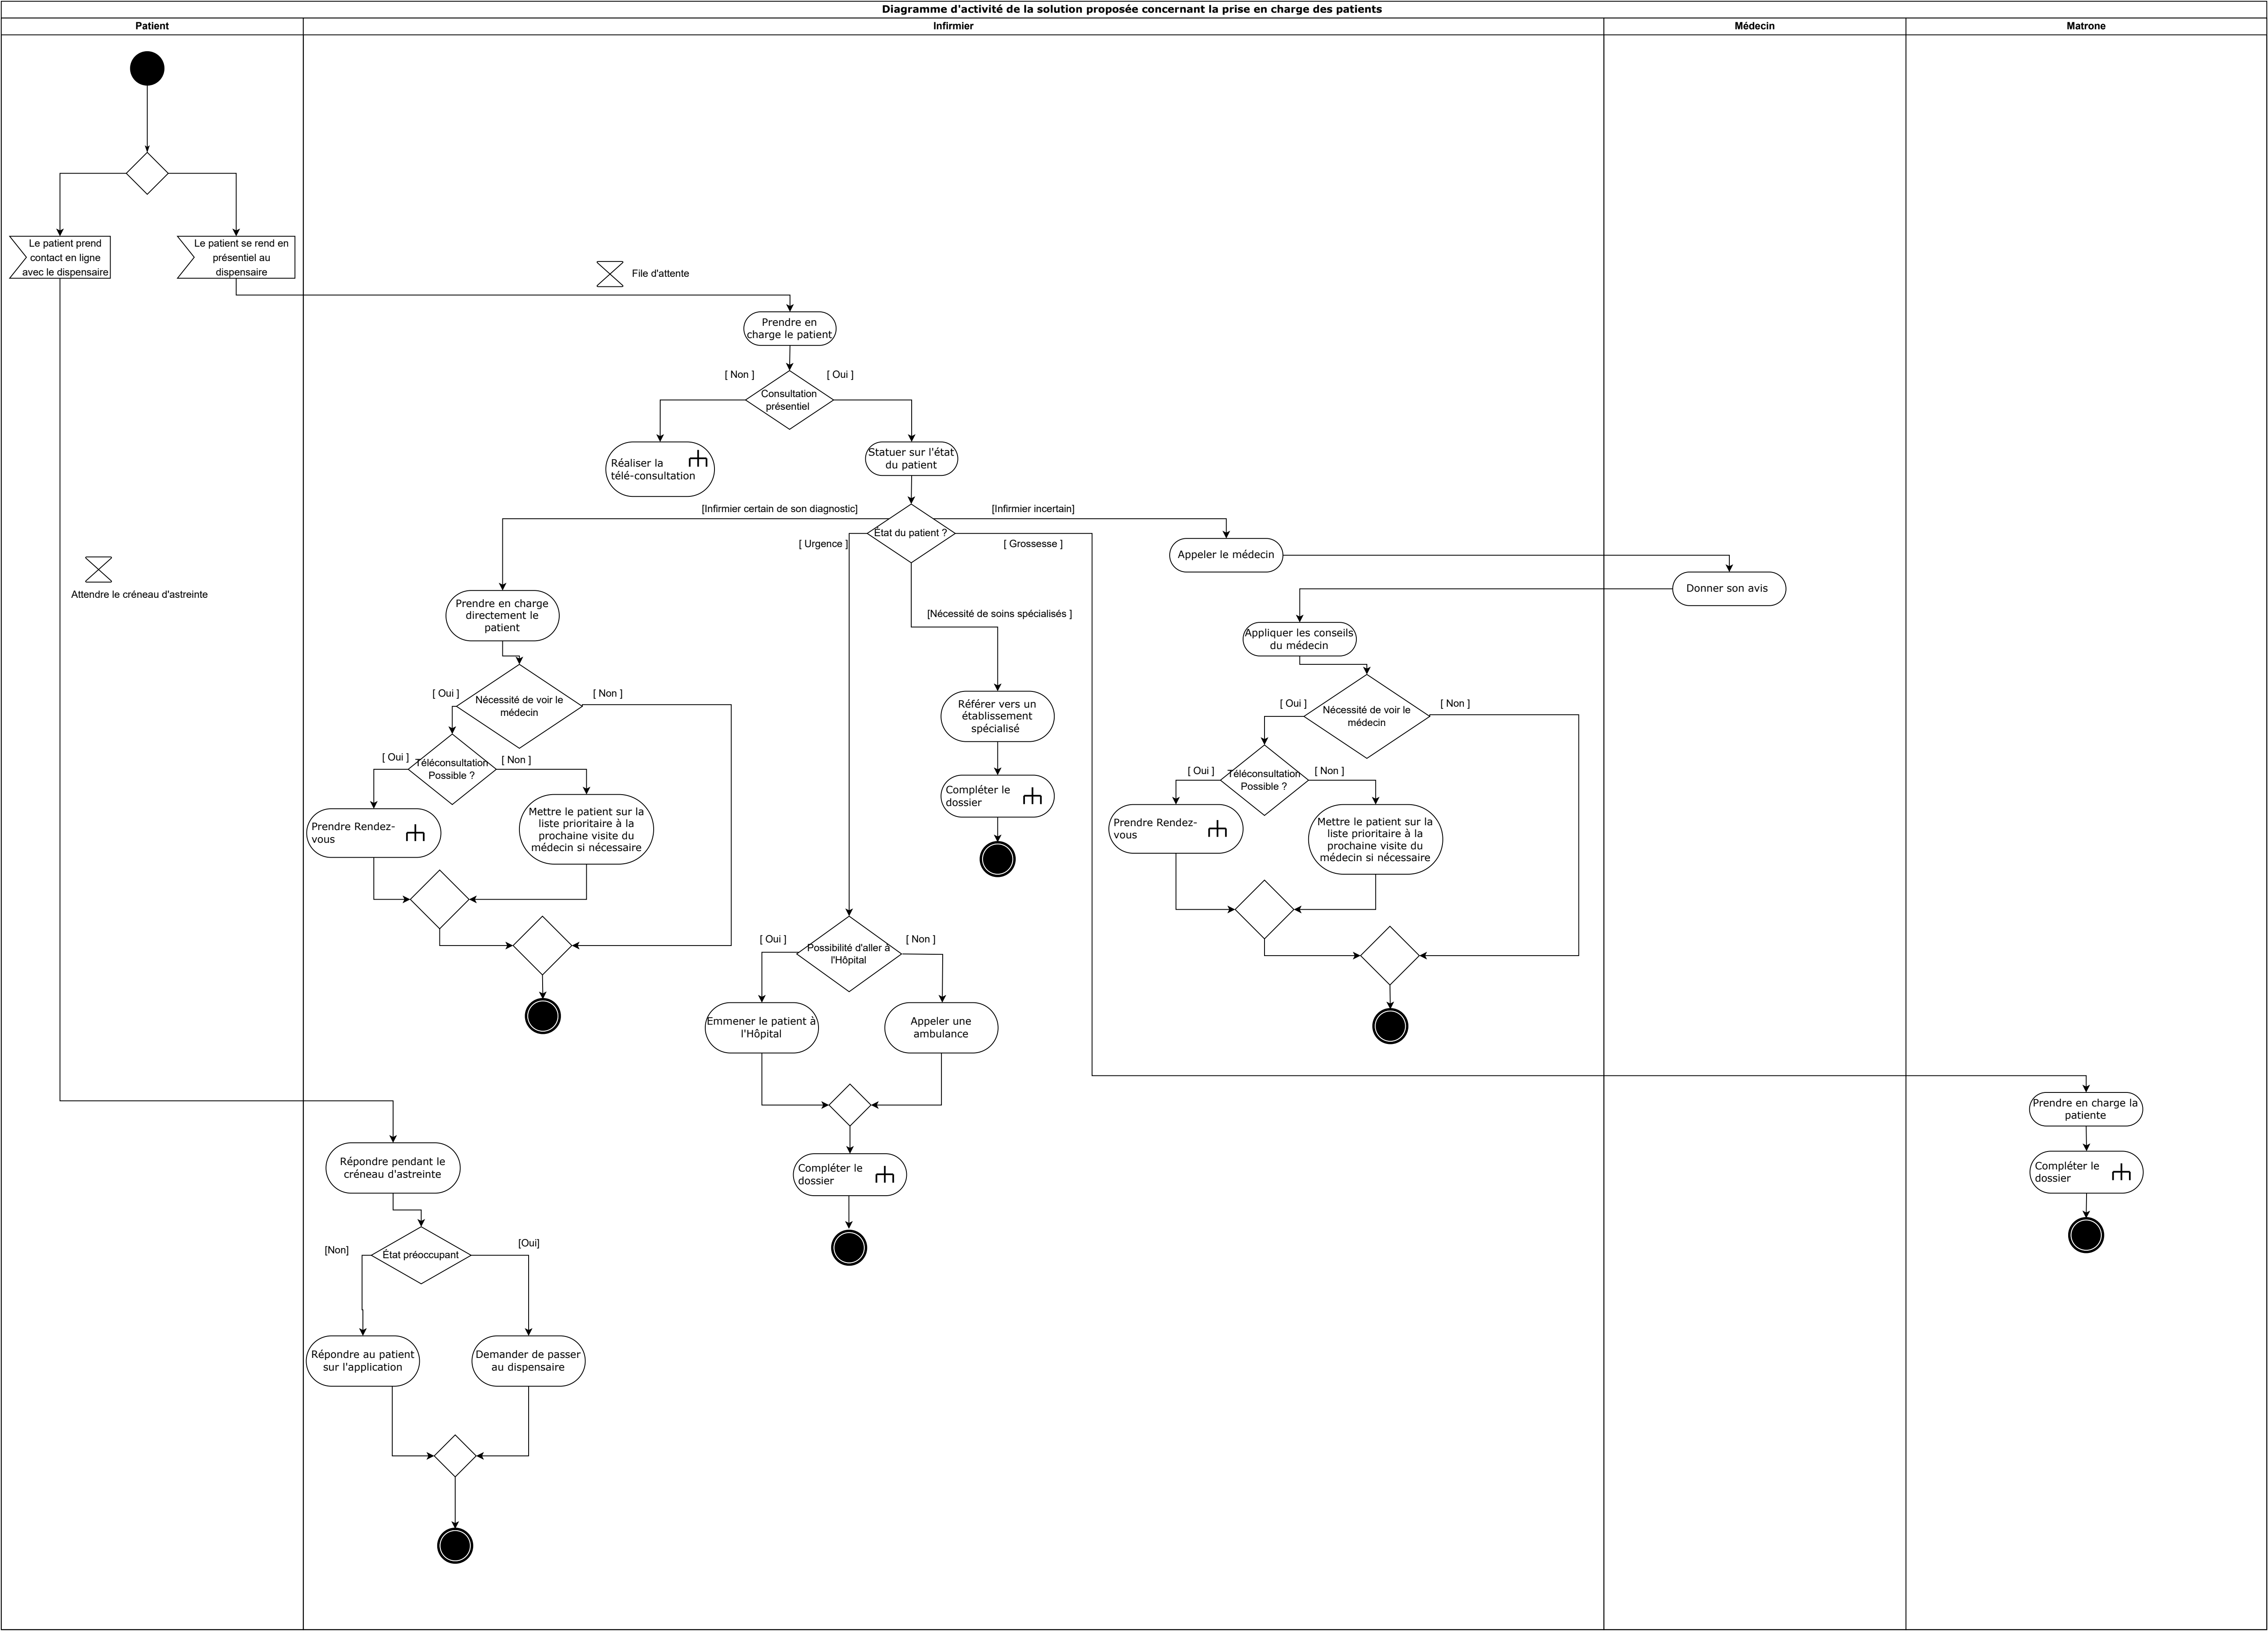 Diagramme d'activité de la solution proposée concernant la prise en charge des patients
Patient
Infirmier
Médecin
Matrone
Le patient prend
contact en ligne
avec le dispensaire
Le patient se rend en
présentiel au
dispensaire
File d'attente
Prendre en
charge le patient
[ Non ]
[ Oui ]
Consultation
présentiel
Réaliser la
télé-consultation
Statuer sur l'état
du patient
[Infirmier certain de son diagnostic]
[Infirmier incertain]
État du patient ?
[ Urgence ]
[ Grossesse ]
Appeler le médecin
Donner son avis
Attendre le créneau d'astreinte
Prendre en charge
directement le
patient
[Nécessité de soins spécialisés ]
Appliquer les conseils
du médecin
[ Oui ]
Nécessité de voir le
médecin
[ Non ]
[ Oui ]
Téléconsultation
Possible ?
[ Non ]
Prendre Rendez-
vous
Mettre le patient sur la
liste prioritaire à la
prochaine visite du
médecin si nécessaire
Référer vers un
établissement
spécialisé
Compléter le
dossier
[ Oui ]
Nécessité de voir le
médecin
[ Non ]
[ Oui ]
Téléconsultation
Possible ?
[ Non ]
Prendre Rendez-
vous
Mettre le patient sur la
liste prioritaire à la
prochaine visite du
médecin si nécessaire
[ Oui ]
Possibilité d'aller à
l'Hôpital
[ Non ]
Emmener le patient à
l'Hôpital
Appeler une
ambulance
Compléter le
dossier
Prendre en charge la
patiente
Compléter le
dossier
Répondre pendant le
créneau d'astreinte
[Non]
État préoccupant
[Oui]
Répondre au patient
sur l'application
Demander de passer
au dispensaire